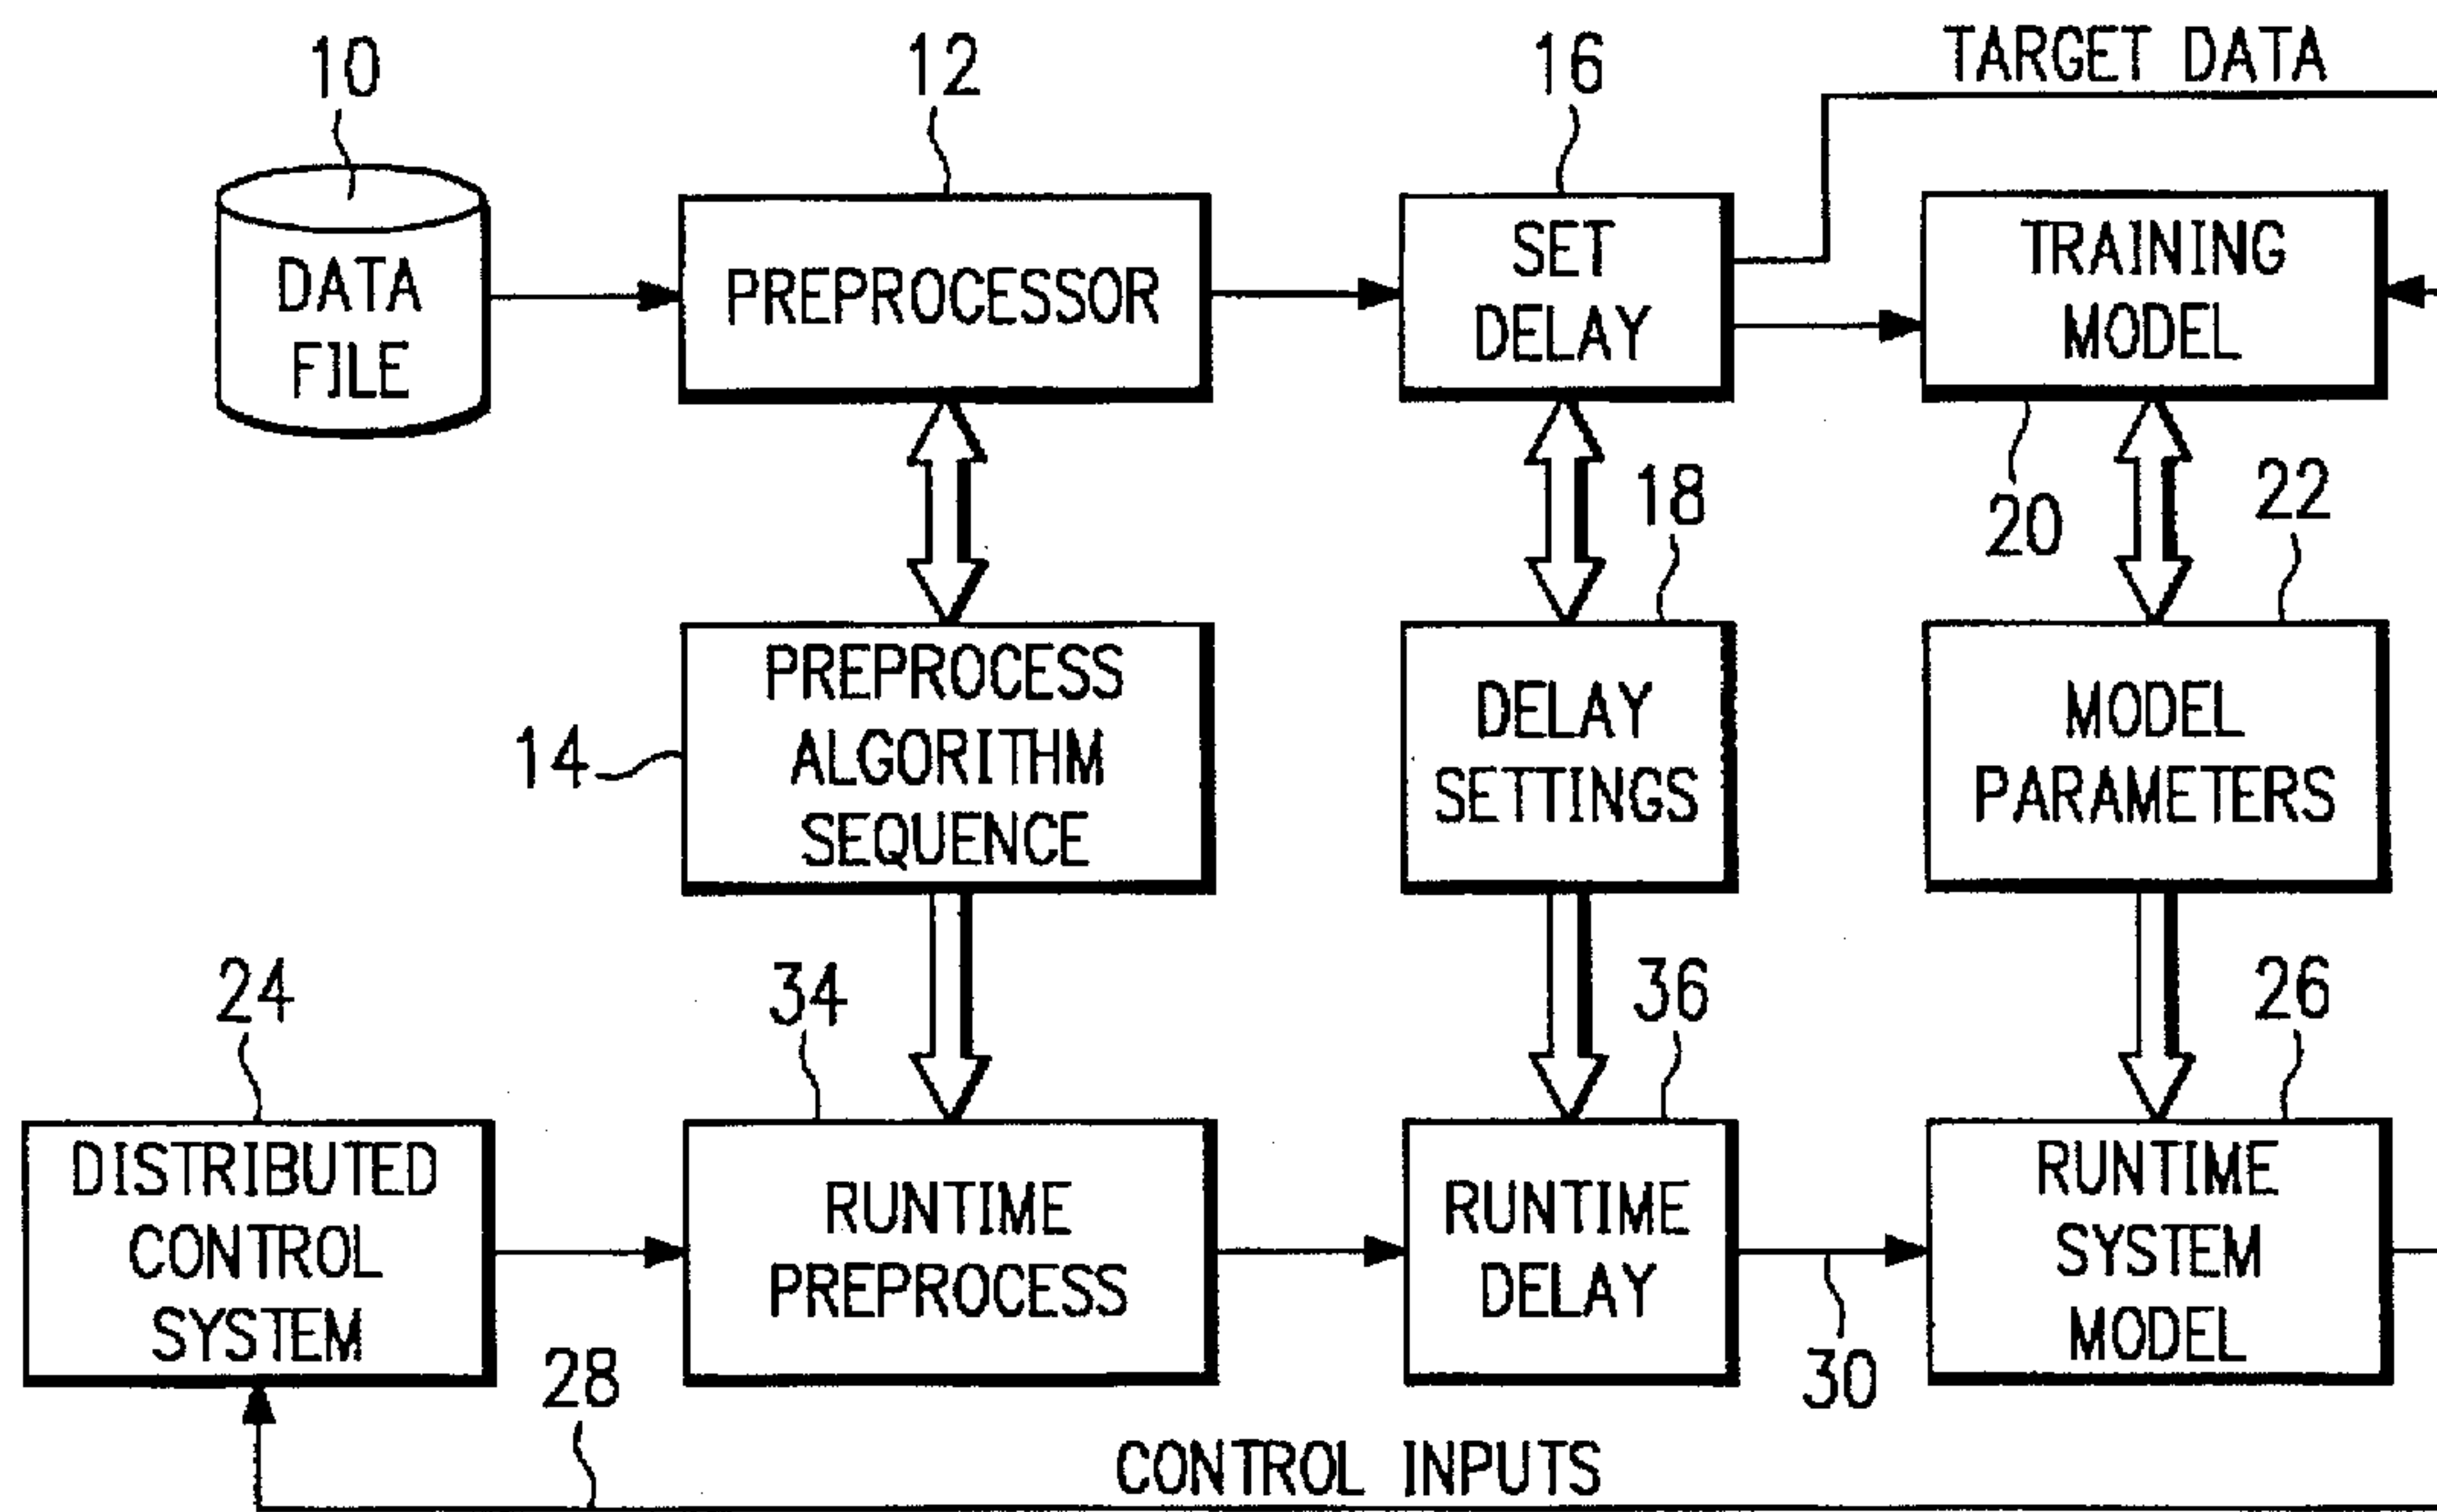 TARGET DATA
10
12
16
DATA
FILE
PREPROCESSOR
SET
DELAY
TRAINING
MODEL
18
20
22
PREPROCESS
ALGORITHM
SEQUENCE
14
DELAY
SETTINGS
MODEL
PARAMETERS
24
34
36
26
DISTRIBUTED
CONTROL
SYSTEM
RUNTIME
PREPROCESS
RUNTIME
DELAY
RUNTIME
SYSTEM
MODEL
28
30
CONTROL INPUTS